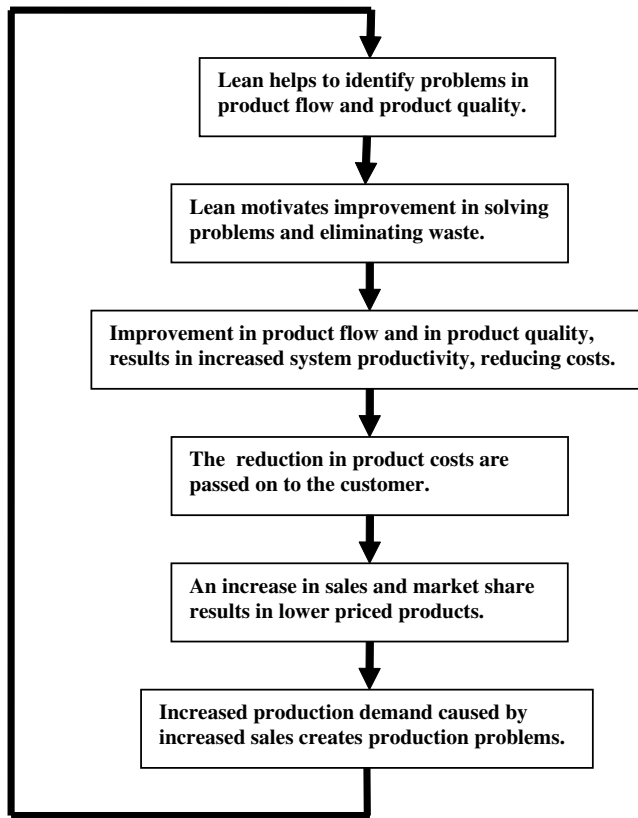 Lean helps to identify problems in
product flow and product quality.
Lean motivates improvement in solving
problems and eliminating waste.
Improvement in product flow and in product quality,
results in increased system productivity, reducing costs.
The  reduction in product costs are
passed on to the customer.
An increase in sales and market share
results in lower priced products.
Increased production demand caused by
increased sales creates production problems.